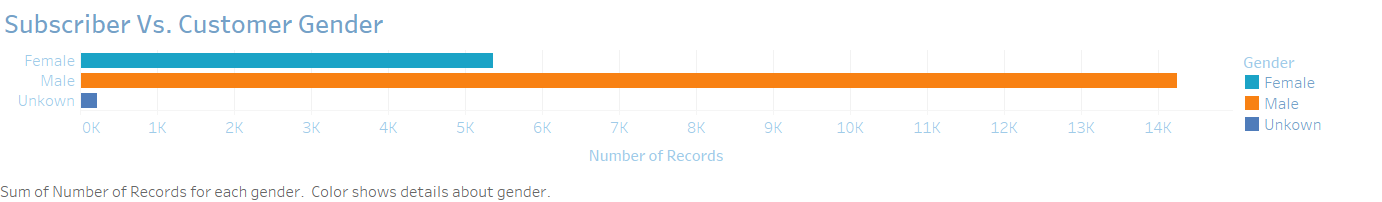 Subscriber Vs. Customer Gender
Female
Male
Unkown
0K 1K 2K 3K 4K 5K 6K 7K 8K 9K 10K 11K 12K 13K 14K
Number of Records
Gender
Female
Male
Unkown
Sum of Number of Records for each gender.  Color shows details about gender.